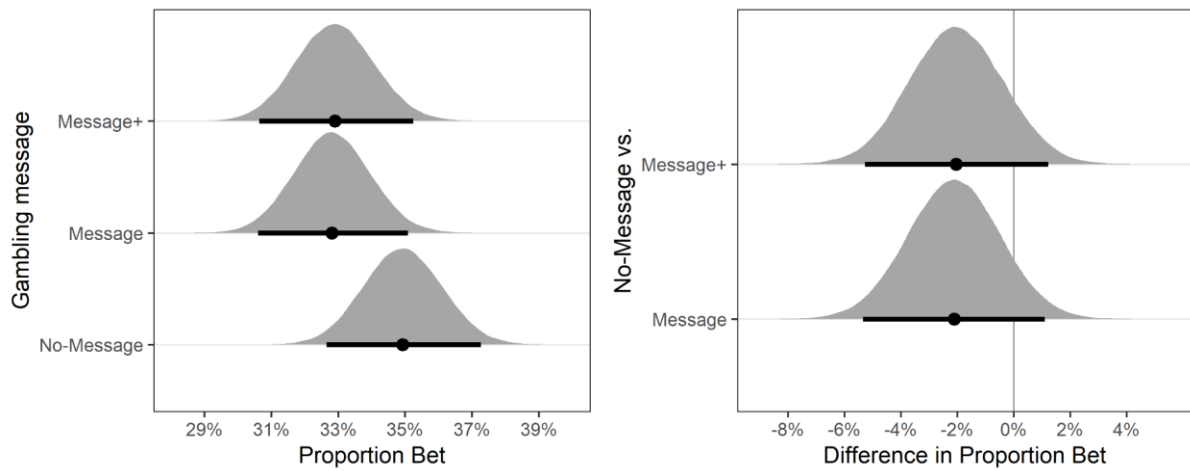 Gambling message
Message+
Message
No-Message
29% 31% 33% 35% 37% 39%
Proportion Bet
No-Message vs.
Message+
Message
-8% -6% -4% -2% 0% 2% 4%
Difference in Proportion Bet